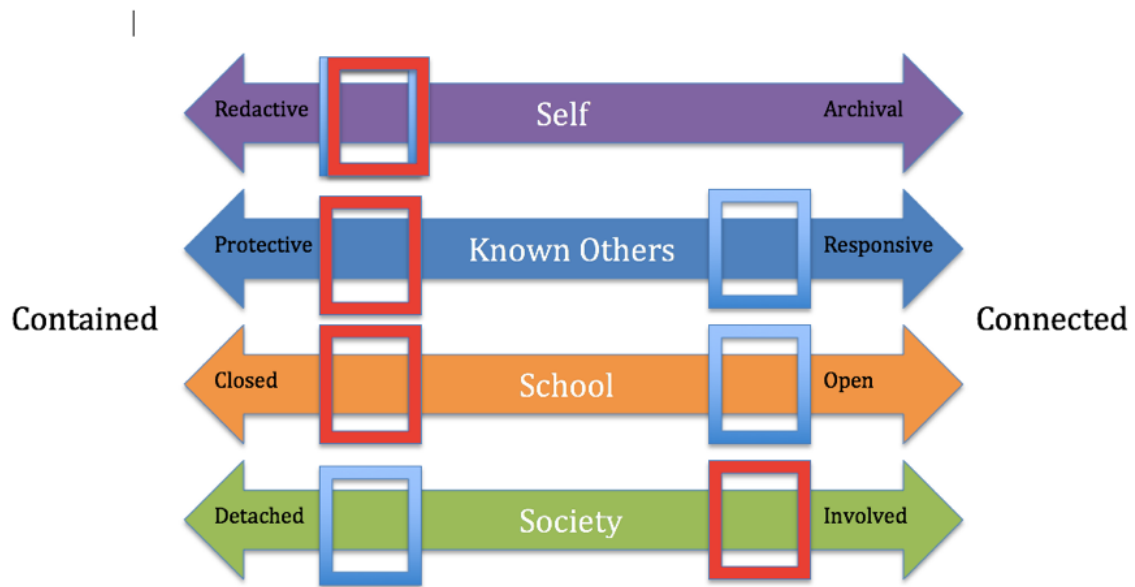 Redactive Self Archival
Protective Known Others Responsive
Contained Connected
Closed School Open
Detached Society Involved